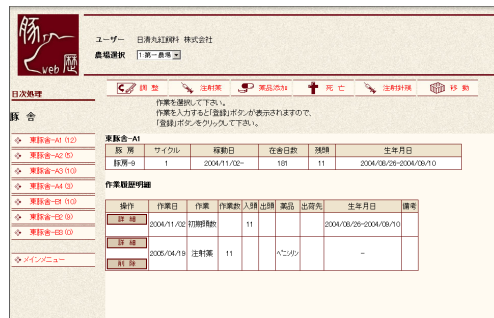 豚 web 歴
ユーザー 日清丸紅飼料 株式会社
農場選択 1:第一農場
日次処理
豚 舎
東豚舎-A1 (12)
東豚舎-A2 (5)
東豚舎-A3 (10)
東豚舎-A4 (3)
東豚舎-B1 (10)
東豚舎-B2 (9)
東豚舎-B3 (0)
メインメニュー
調 整 注射薬 薬品添加 死 亡 注射計積 移 動
作業を選択して下さい。
作業を入力すると「登録」ボタンが表示されますので、
「登録」ボタンをクリックして下さい。
東豚舎-A1
豚 房 サイクル 稼動日 在舎日数 残頭 生年月日
豚房-9 1 2004/11/02- 181 11 2004/08/26-2004/09/10
作業履歴明細
操作 作業日 作業 作業数 入頭 出頭 薬品 出荷先 生年月日 備考
詳 細 2004/11/02 初期頭数 11 2004/08/26-2004/09/10
詳 細 2005/04/19 注射薬 11 ペニシリン -
削 除